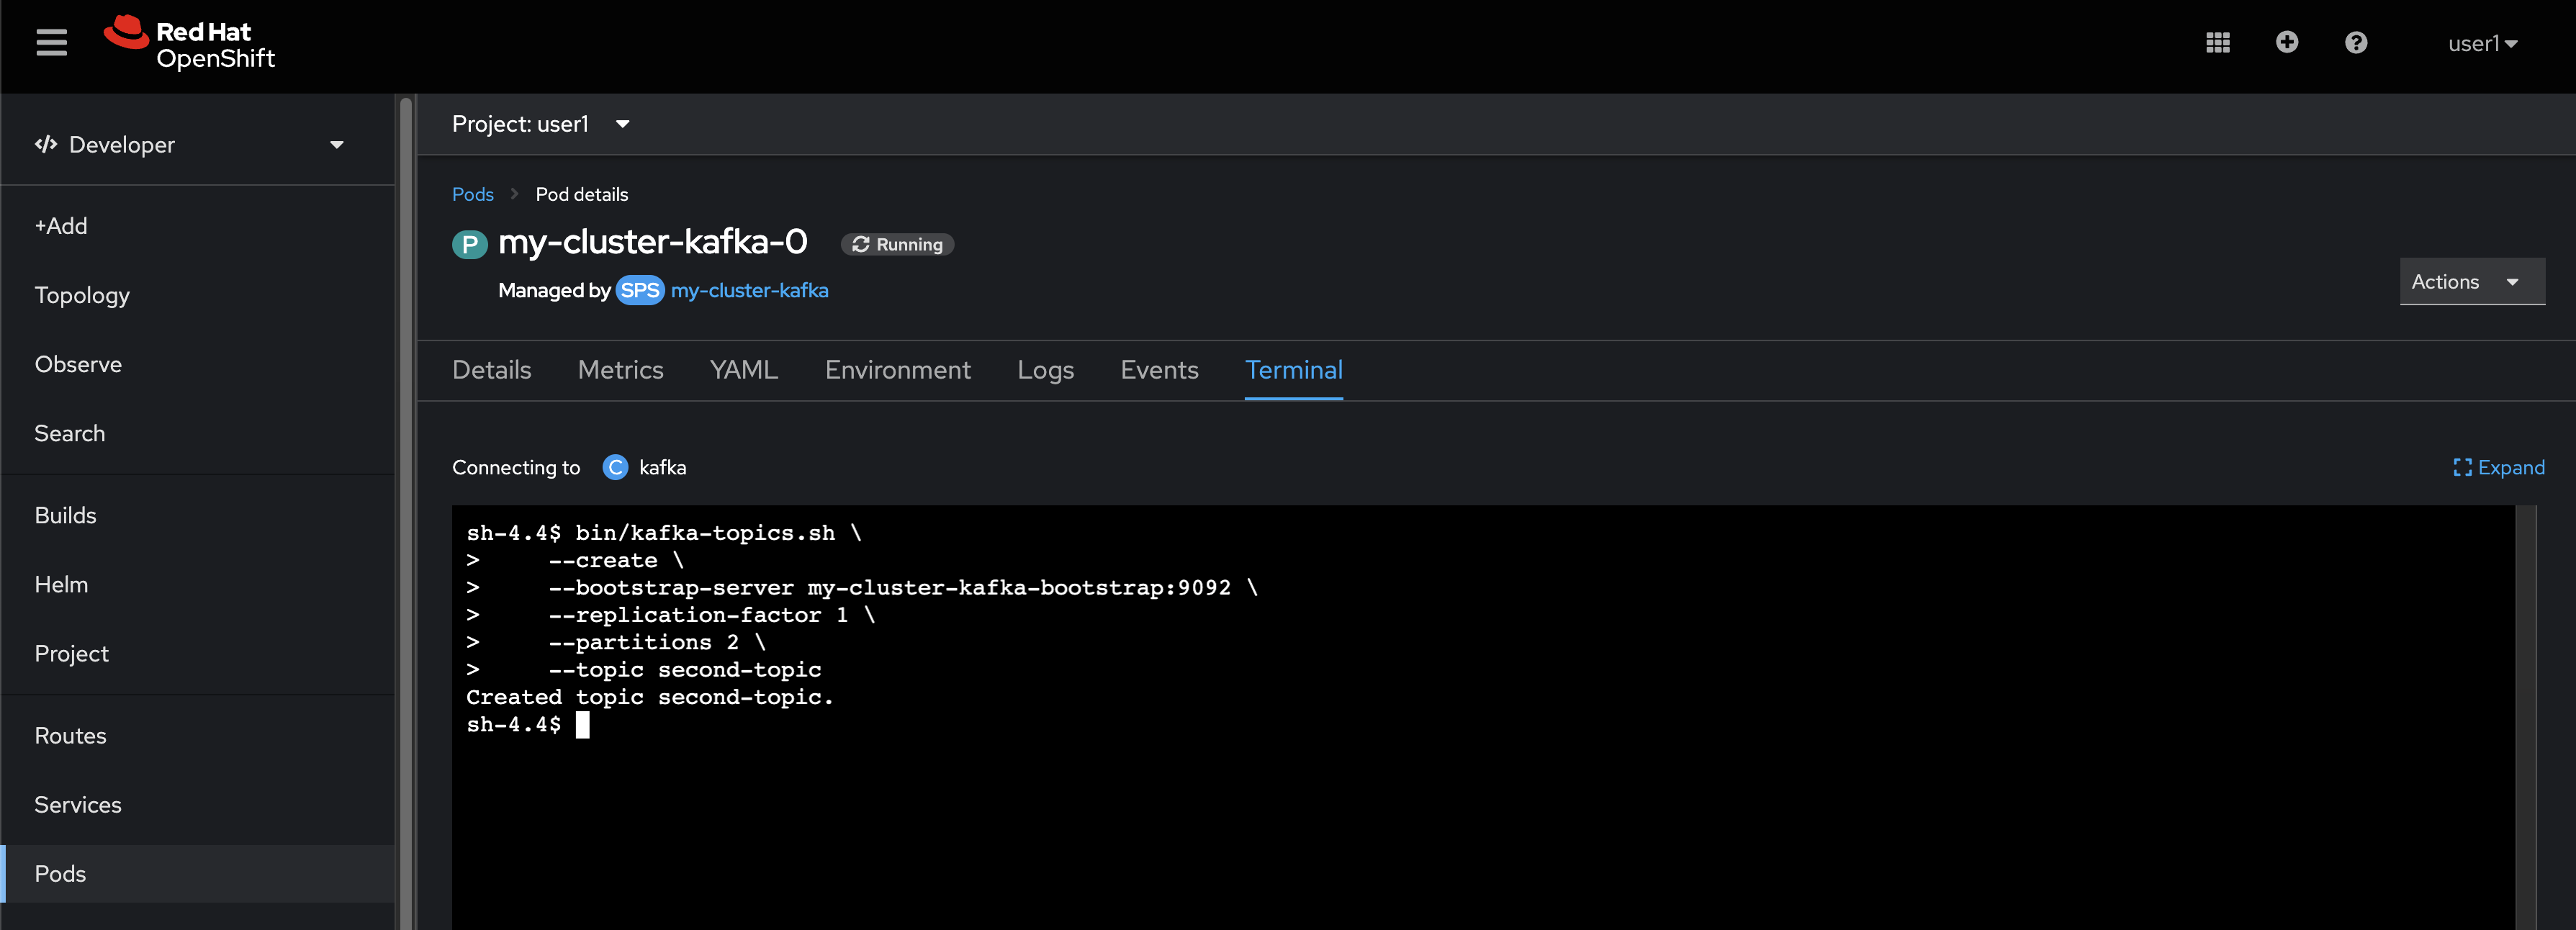 Red Hat
OpenShift
user1
Developer
+Add
Topology
Observe
Search
Builds
Helm
Project
Routes
Services
Pods
Project: user1
Pods > Pod details
P my-cluster-kafka-0 Running
Managed by SPS my-cluster-kafka
Actions
Details Metrics YAML Environment Logs Events Terminal
Connecting to C kafka
Expand
sh-4.4$ bin/kafka-topics.sh \
>     --create \
>     --bootstrap-server my-cluster-kafka-bootstrap:9092 \
>     --replication-factor 1 \
>     --partitions 2 \
>     --topic second-topic
Created topic second-topic.
sh-4.4$